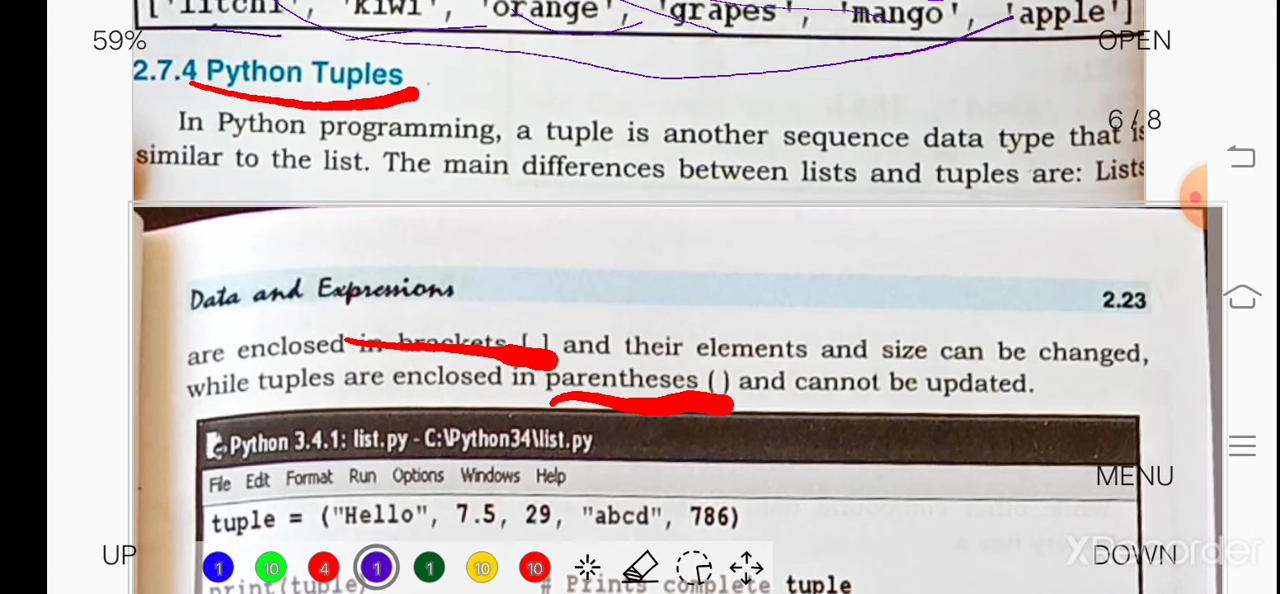 ['litchi', 'kiwi', 'orange', 'grapes', 'mango', 'apple']
59%
OPEN
2.7.4 Python Tuples
6 / 8
In Python programming, a tuple is another sequence data type that is
similar to the list. The main differences between lists and tuples are: Lists
Data and Expressions
2.23
are enclosed in brackets [ ] and their elements and size can be changed,
while tuples are enclosed in parentheses ( ) and cannot be updated.
Python 3.4.1: list.py - C:\Python34\list.py
File Edit Format Run Options Windows Help
MENU
tuple = ("Hello", 7.5, 29, "abcd", 786)
UP
DOWN
XRecorder
1 10 4 1 1 10 10
print(tuple) # Prints complete tuple